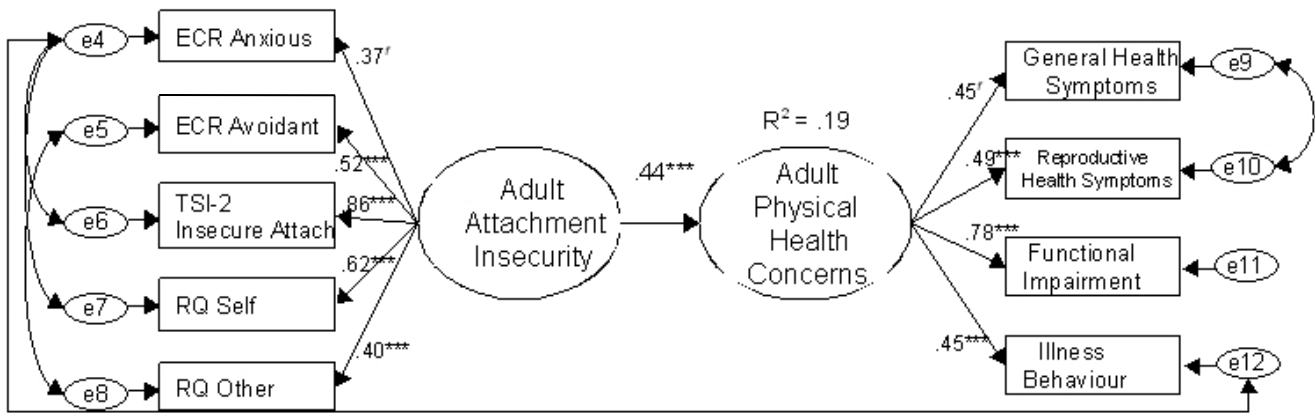 e4
ECR Anxious
.37ʳ
e5
ECR Avoidant
.52***
e6
TSI-2
Insecure Attach
.86***
e7
RQ Self
.62***
e8
RQ Other
.40***
Adult
Attachment
Insecurity
.44***
R² = .19
Adult
Physical
Health
Concerns
.45ʳ
General Health
Symptoms
e9
.49***
Reproductive
Health Symptoms
e10
.78***
Functional
Impairment
e11
.45***
Illness
Behaviour
e12